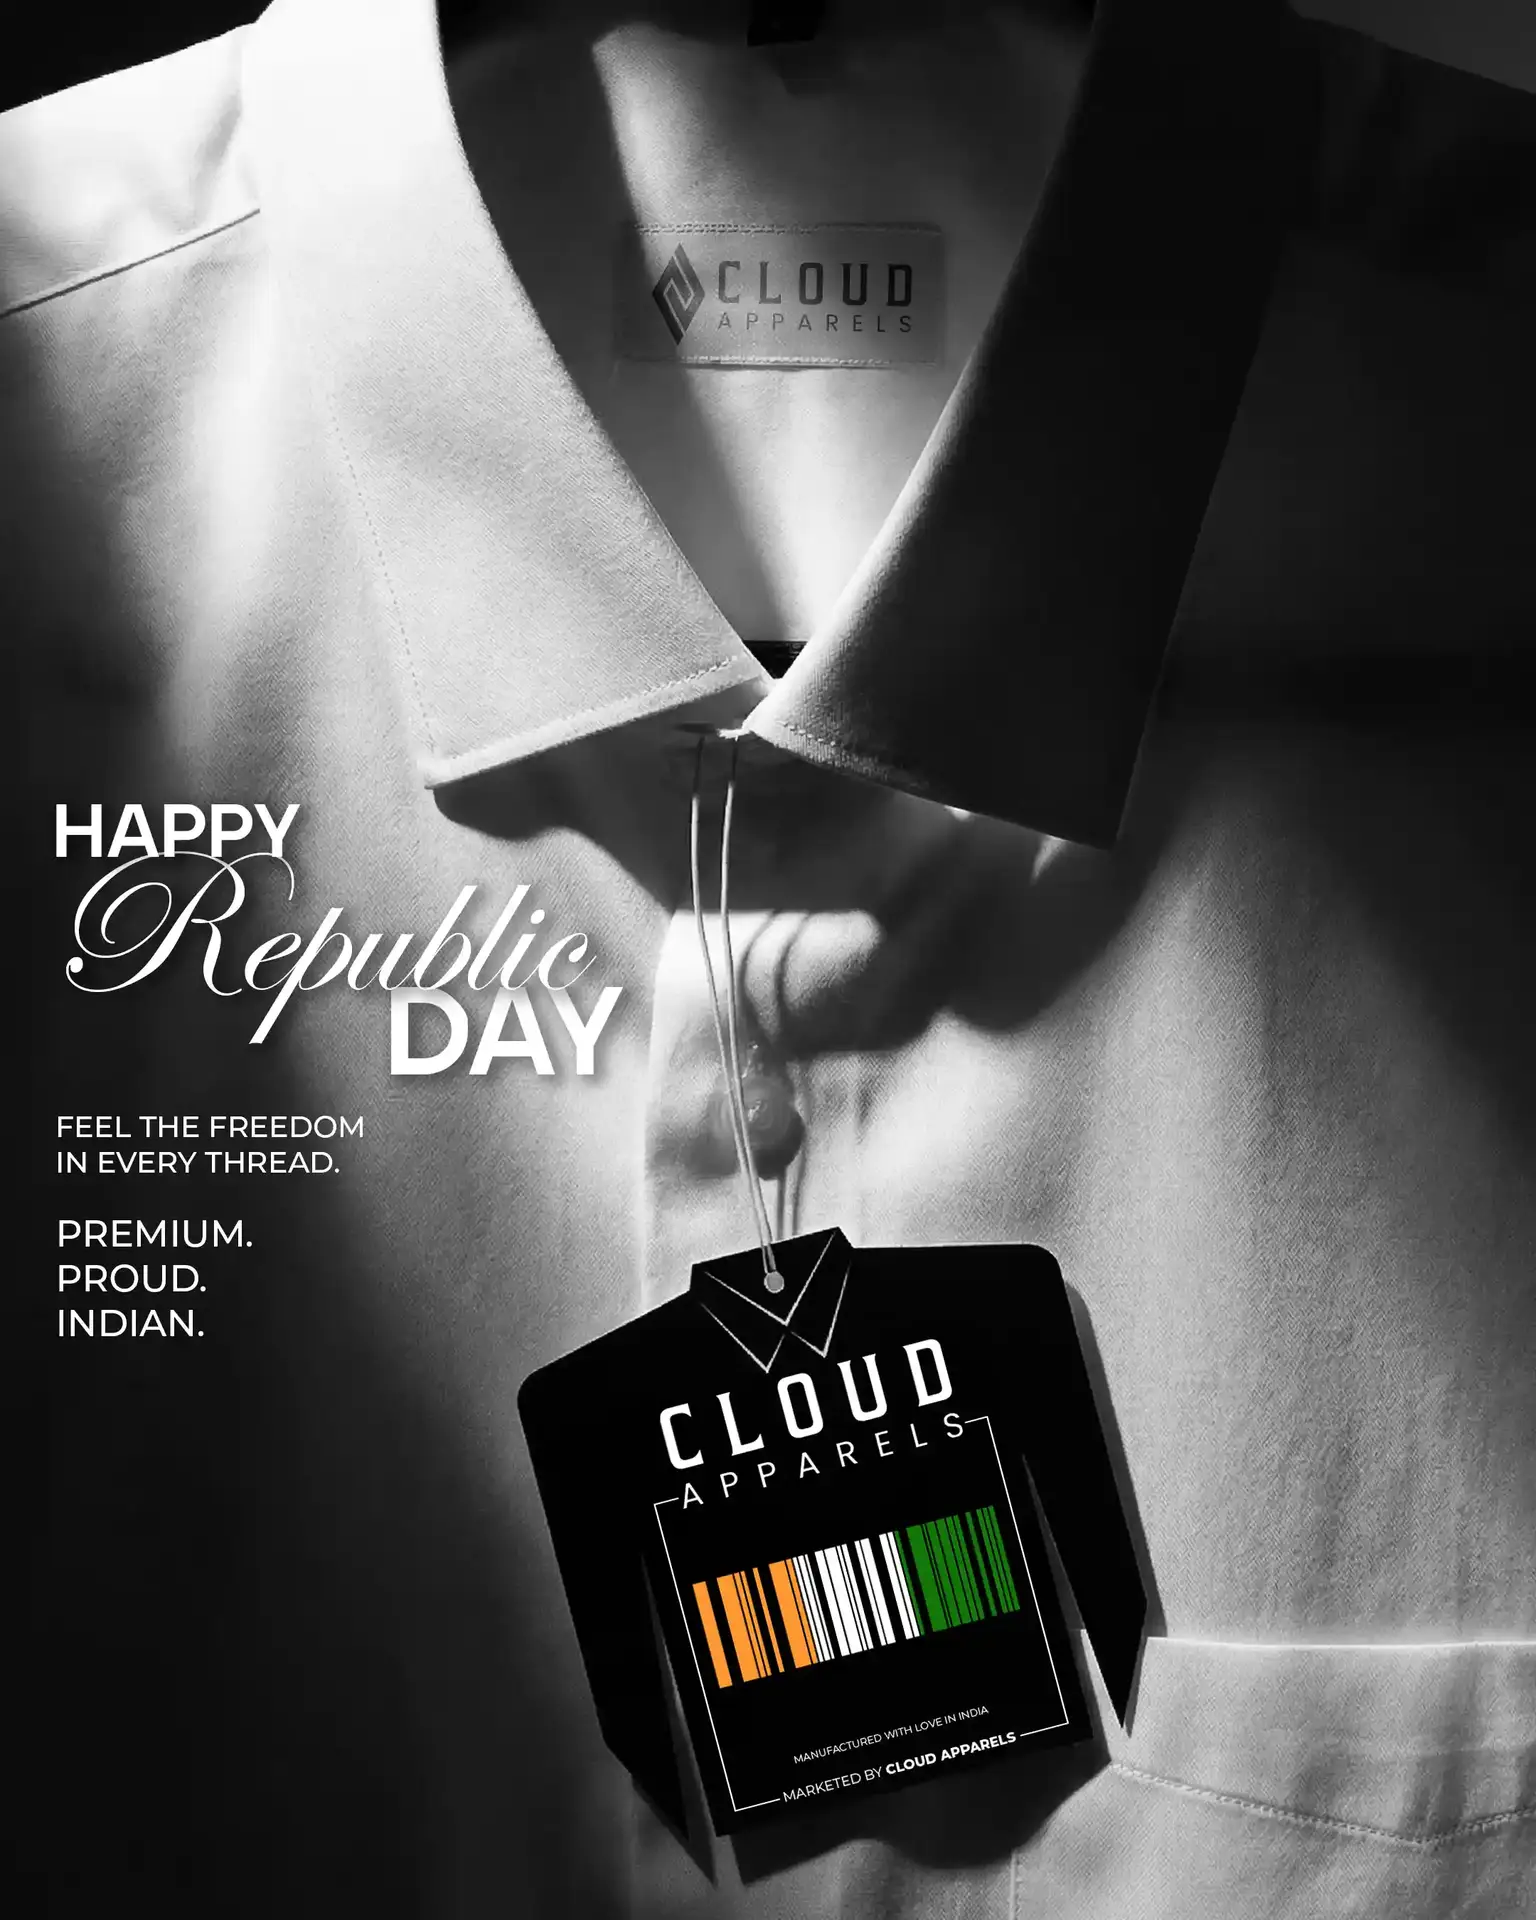 CLOUD
APPARELS
HAPPY
Republic
DAY
FEEL THE FREEDOM
IN EVERY THREAD.
PREMIUM.
PROUD.
INDIAN.
CLOUD
APPARELS
MANUFACTURED WITH LOVE IN INDIA
MARKETED BY CLOUD APPARELS